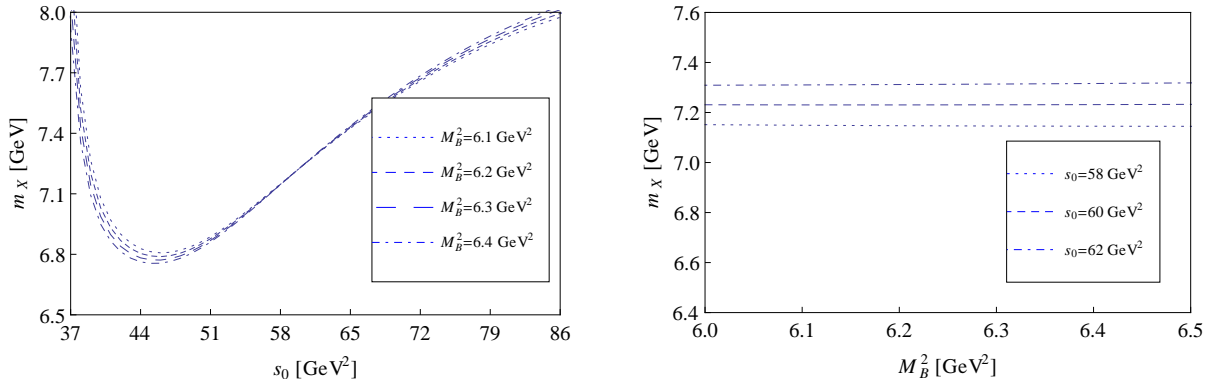 8.0
7.7
7.4
7.1
6.8
6.5
m_X [GeV]
M_B^2=6.1 GeV^2
M_B^2=6.2 GeV^2
M_B^2=6.3 GeV^2
M_B^2=6.4 GeV^2
37 44 51 58 65 72 79 86
s_0 [GeV^2]
7.6
7.4
7.2
7.0
6.8
6.6
6.4
m_X [GeV]
s_0=58 GeV^2
s_0=60 GeV^2
s_0=62 GeV^2
6.0 6.1 6.2 6.3 6.4 6.5
M_B^2 [GeV^2]